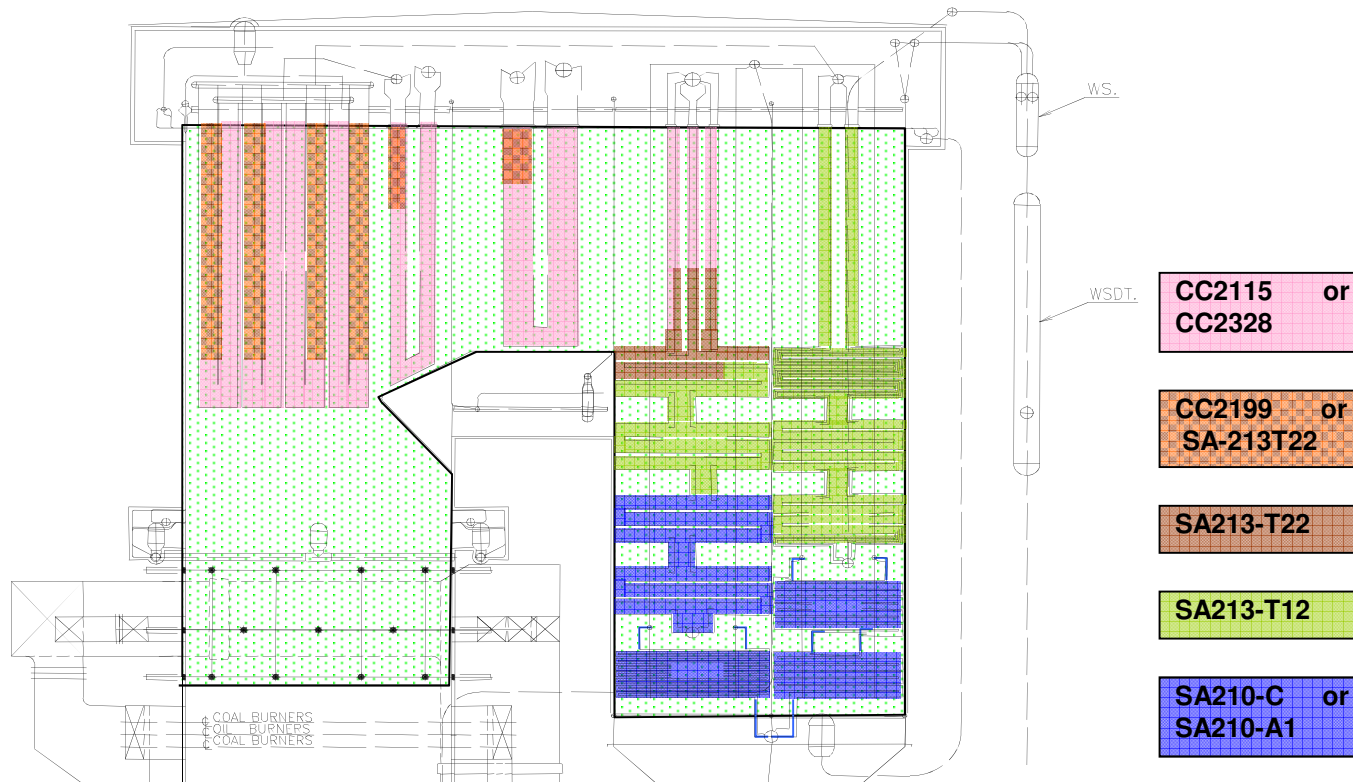 WS.
WSDT.
CC2115 or
CC2328
CC2199 or
SA-213T22
SA213-T22
SA213-T12
SA210-C or
SA210-A1
COAL BURNERS
OIL BURNERS
COAL BURNERS